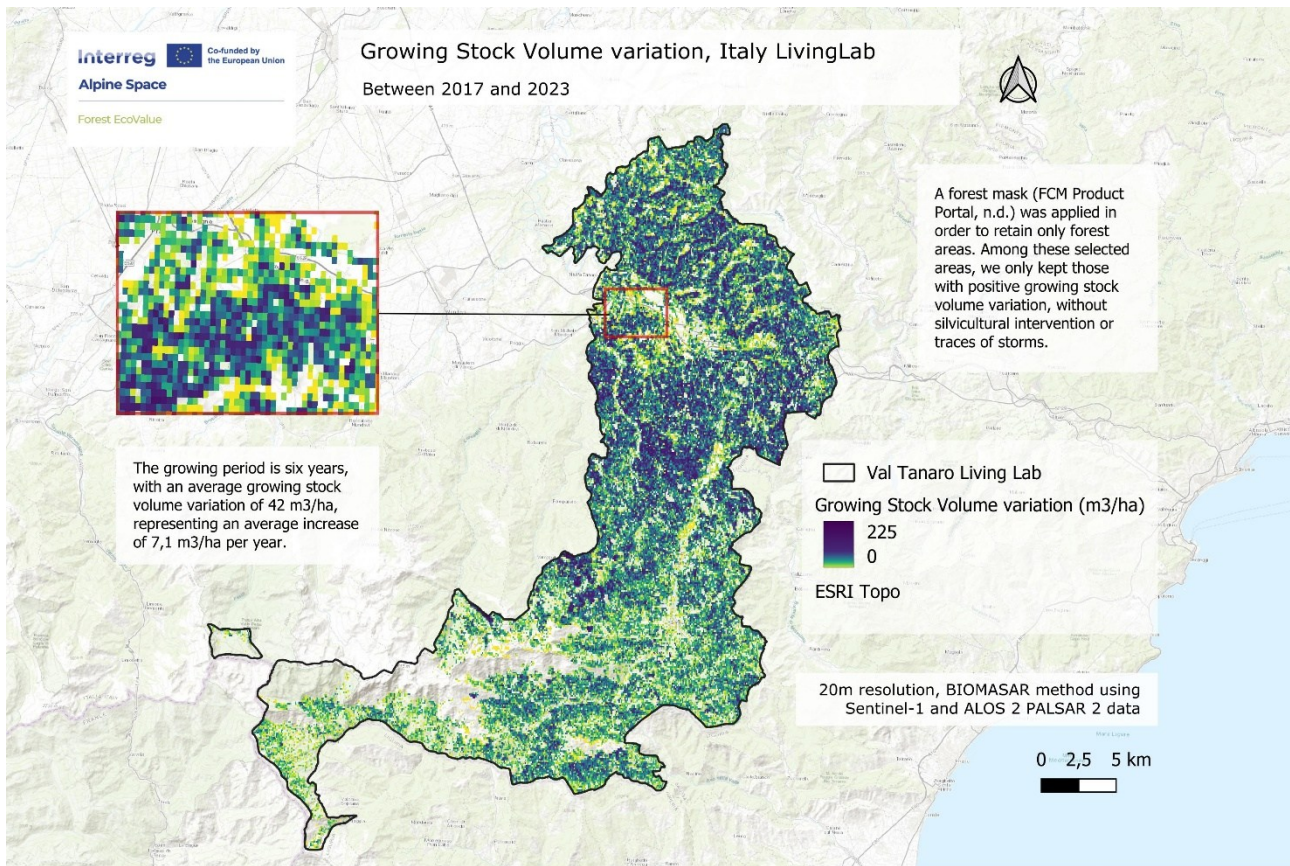 Interreg
Co-funded by
the European Union
Alpine Space
Forest EcoValue
Growing Stock Volume variation, Italy LivingLab
Between 2017 and 2023
A forest mask (FCM Product
Portal, n.d.) was applied in
order to retain only forest
areas. Among these selected
areas, we only kept those
with positive growing stock
volume variation, without
silvicultural intervention or
traces of storms.
The growing period is six years,
with an average growing stock
volume variation of 42 m3/ha,
representing an average increase
of 7,1 m3/ha per year.
Val Tanaro Living Lab
Growing Stock Volume variation (m3/ha)
225
0
ESRI Topo
20m resolution, BIOMASAR method using
Sentinel-1 and ALOS 2 PALSAR 2 data
0 2,5 5 km